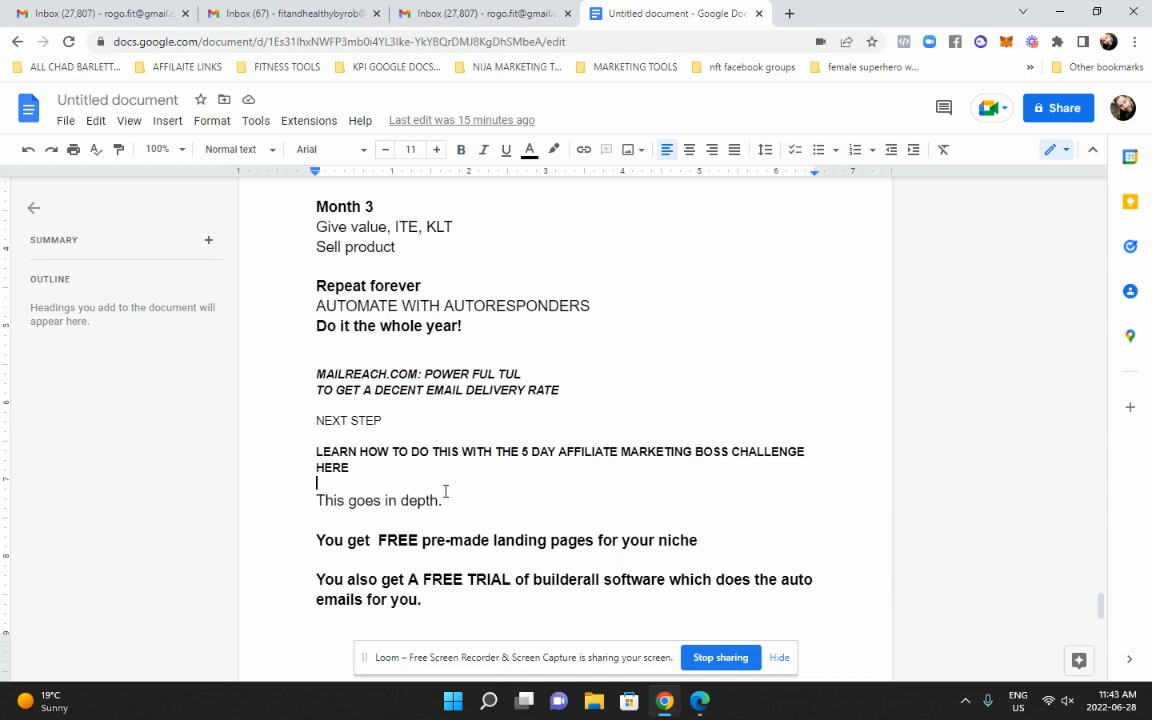 Inbox (27,807) - rogo.fit@gmail.c
Inbox (67) - fitandhealthybyrob@
Inbox (27,807) - rogo.fit@gmail.c
Untitled document - Google Doc
docs.google.com/document/d/1Es31IhxNWFP3mb0i4YL3Ike-YkYBQrDMJ8KgDhSMbeA/edit
ALL CHAD BARLETT...
AFFILAITE LINKS
FITNESS TOOLS
KPI GOOGLE DOCS...
NIJA MARKETING T...
MARKETING TOOLS
nft facebook groups
female superhero w...
»
Other bookmarks
Untitled document
File Edit View Insert Format Tools Extensions Help Last edit was 15 minutes ago
Share
100% Normal text Arial - 11 + B I U A
1 1 2 3 4 5 6 7
SUMMARY
OUTLINE
Headings you add to the document will
appear here.
Month 3
Give value, ITE, KLT
Sell product
Repeat forever
AUTOMATE WITH AUTORESPONDERS
Do it the whole year!
MAILREACH.COM: POWER FUL TUL
TO GET A DECENT EMAIL DELIVERY RATE
NEXT STEP
LEARN HOW TO DO THIS WITH THE 5 DAY AFFILIATE MARKETING BOSS CHALLENGE
HERE
This goes in depth.
You get  FREE pre-made landing pages for your niche
You also get A FREE TRIAL of builderall software which does the auto
emails for you.
Loom – Free Screen Recorder & Screen Capture is sharing your screen.
Stop sharing
Hide
19°C
Sunny
ENG
US
11:43 AM
2022-06-28